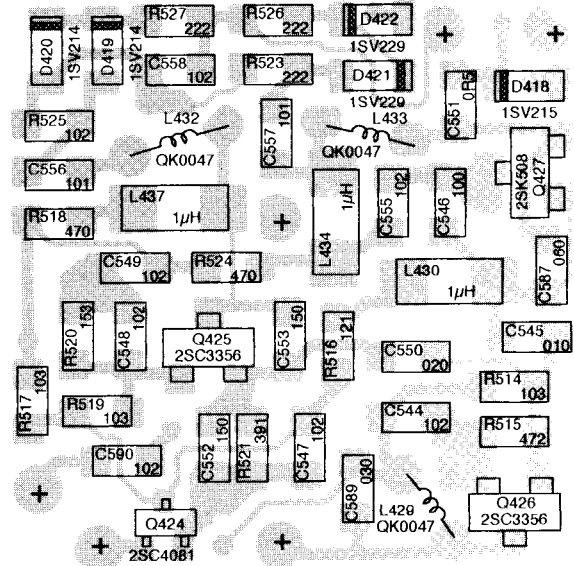 R527
222
R526
222
D422
1SV229
D420
1SV214
D419
1SV214
C558
102
R523
222
D421
1SV229
C551
0R5
D418
1SV215
R525
102
L432
QK0047
C557
101
L433
QK0047
2SK508
Q427
C556
101
L437
1µH
L434
1µH
C555
102
C546
100
R518
470
C549
102
R524
470
L430
1µH
C587
060
R520
153
C548
102
Q425
2SC3356
C553
150
R516
121
C545
010
C550
020
R517
103
R519
103
R514
103
C544
102
R515
472
C552
150
R521
391
C547
102
C590
102
C589
030
L429
QK0047
Q426
2SC3356
Q424
2SC4081